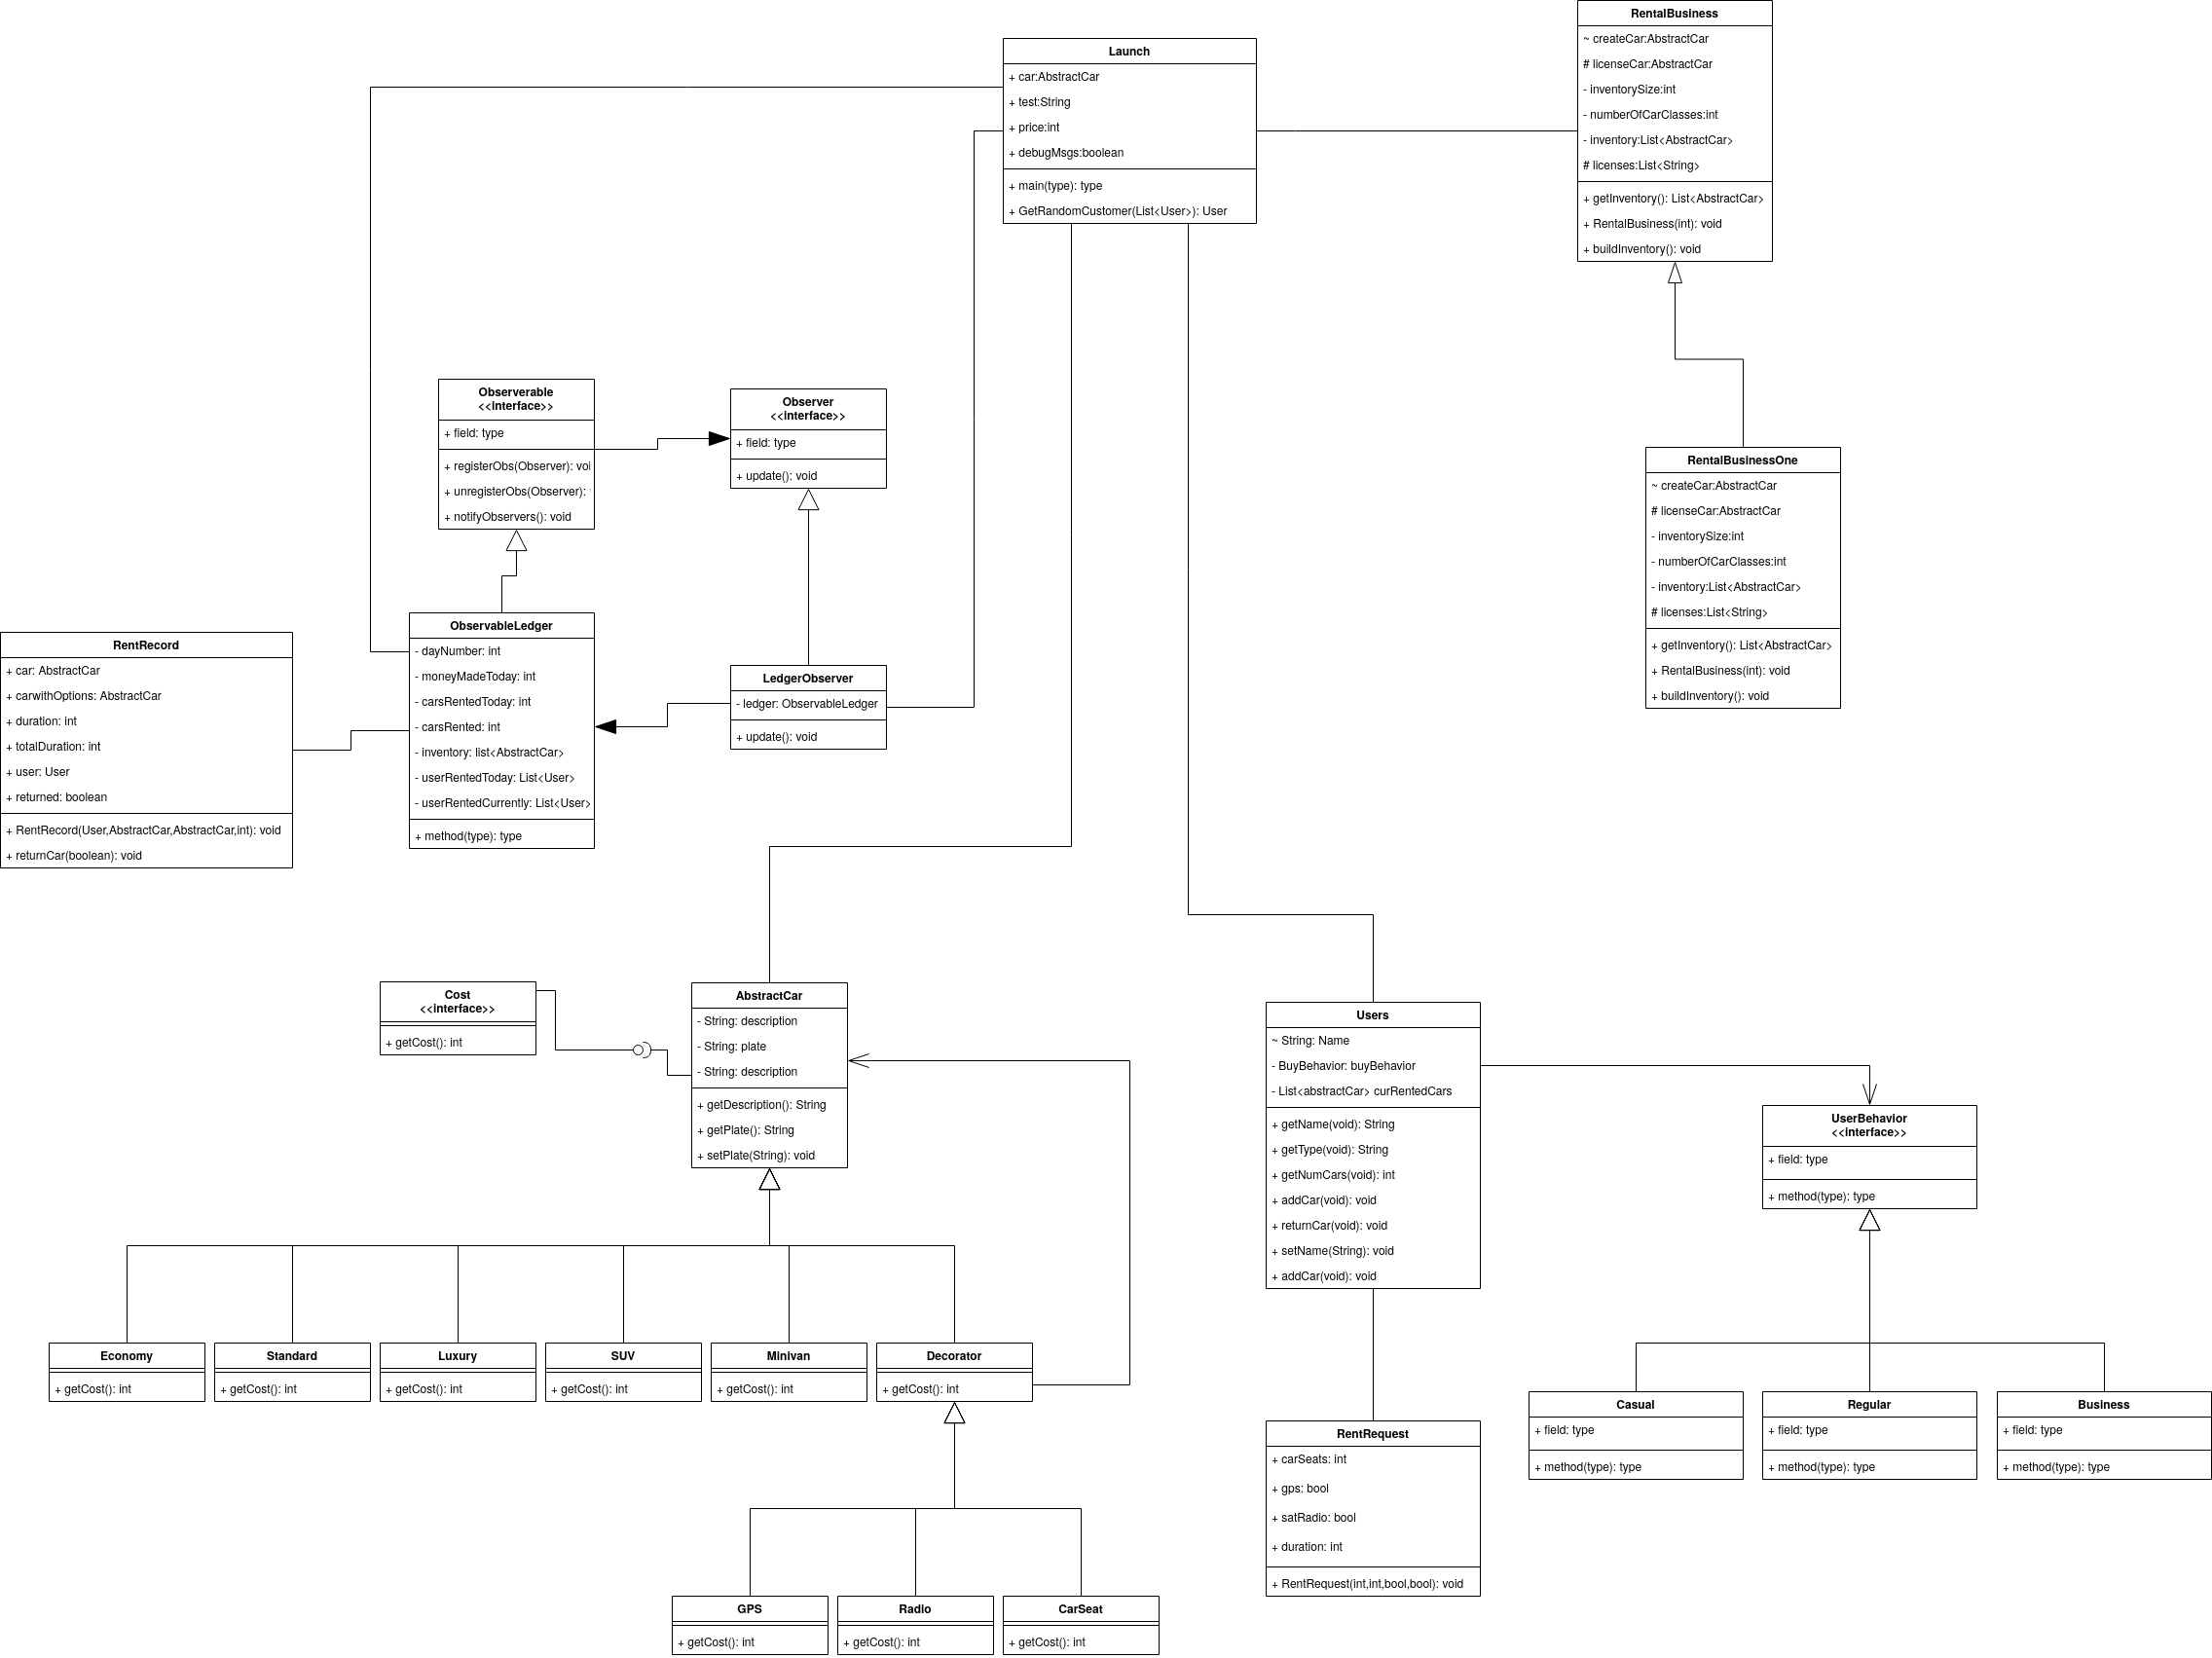 RentalBusiness
~ createCar:AbstractCar
# licenseCar:AbstractCar
- inventorySize:int
- numberOfCarClasses:int
- inventory:List<AbstractCar>
# licenses:List<String>
+ getInventory(): List<AbstractCar>
+ RentalBusiness(int): void
+ buildInventory(): void
Launch
+ car:AbstractCar
+ test:String
+ price:int
+ debugMsgs:boolean
+ main(type): type
+ GetRandomCustomer(List<User>): User
Observerable
<<interface>>
+ field: type
+ registerObs(Observer): voi
+ unregisterObs(Observer):
+ notifyObservers(): void
Observer
<<interface>>
+ field: type
+ update(): void
RentalBusinessOne
~ createCar:AbstractCar
# licenseCar:AbstractCar
- inventorySize:int
- numberOfCarClasses:int
- inventory:List<AbstractCar>
# licenses:List<String>
+ getInventory(): List<AbstractCar>
+ RentalBusiness(int): void
+ buildInventory(): void
RentRecord
+ car: AbstractCar
+ carwithOptions: AbstractCar
+ duration: int
+ totalDuration: int
+ user: User
+ returned: boolean
+ RentRecord(User,AbstractCar,AbstractCar,int): void
+ returnCar(boolean): void
ObservableLedger
- dayNumber: int
- moneyMadeToday: int
- carsRentedToday: int
- carsRented: int
- inventory: list<AbstractCar>
- userRentedToday: List<User>
- userRentedCurrently: List<User>
+ method(type): type
LedgerObserver
- ledger: ObservableLedger
+ update(): void
Cost
<<interface>>
+ getCost(): int
AbstractCar
- String: description
- String: plate
- String: description
+ getDescription(): String
+ getPlate(): String
+ setPlate(String): void
Users
~ String: Name
- BuyBehavior: buyBehavior
- List<abstractCar> curRentedCars
+ getName(void): String
+ getType(void): String
+ getNumCars(void): int
+ addCar(void): void
+ returnCar(void): void
+ setName(String): void
+ addCar(void): void
UserBehavior
<<interface>>
+ field: type
+ method(type): type
Economy
+ getCost(): int
Standard
+ getCost(): int
Luxury
+ getCost(): int
SUV
+ getCost(): int
Minivan
+ getCost(): int
Decorator
+ getCost(): int
Casual
+ field: type
+ method(type): type
Regular
+ field: type
+ method(type): type
Business
+ field: type
+ method(type): type
RentRequest
+ carSeats: int
+ gps: bool
+ satRadio: bool
+ duration: int
+ RentRequest(int,int,bool,bool): void
GPS
+ getCost(): int
Radio
+ getCost(): int
CarSeat
+ getCost(): int